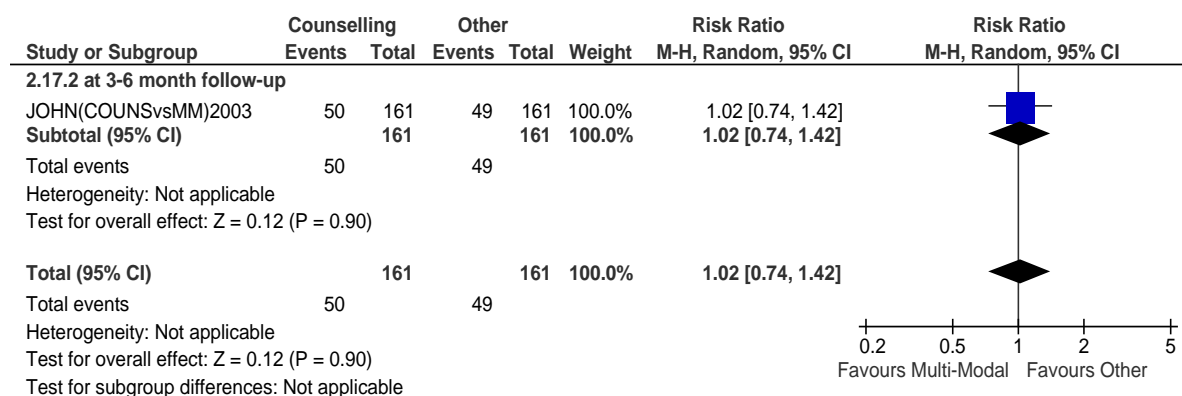 Counselling Other Risk Ratio Risk Ratio
Study or Subgroup Events Total Events Total Weight M-H, Random, 95% CI M-H, Random, 95% CI
2.17.2 at 3-6 month follow-up
JOHN(COUNSvsMM)2003 50 161 49 161 100.0% 1.02 [0.74, 1.42]
Subtotal (95% CI) 161 161 100.0% 1.02 [0.74, 1.42]
Total events 50 49
Heterogeneity: Not applicable
Test for overall effect: Z = 0.12 (P = 0.90)
Total (95% CI) 161 161 100.0% 1.02 [0.74, 1.42]
Total events 50 49
Heterogeneity: Not applicable
Test for overall effect: Z = 0.12 (P = 0.90)
Test for subgroup differences: Not applicable
0.2 0.5 1 2 5
Favours Multi-Modal Favours Other